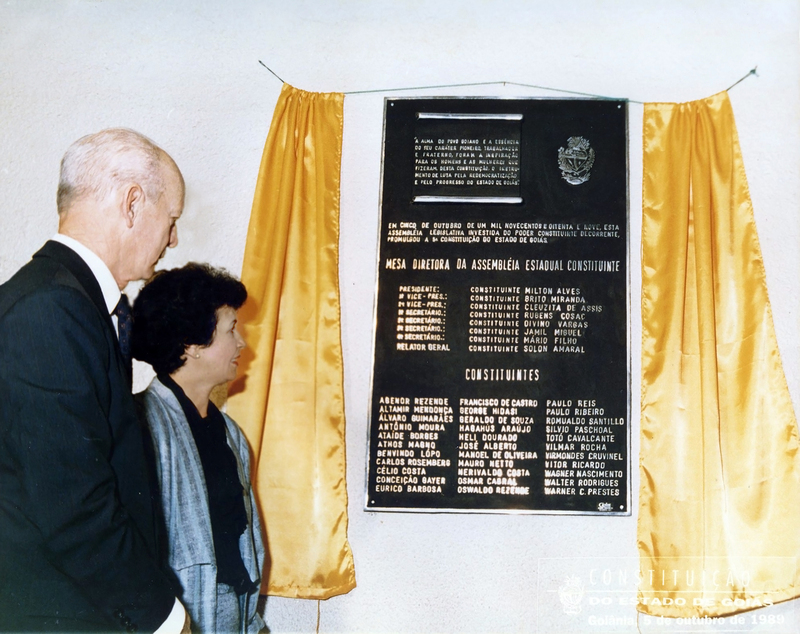 "A ALMA DO POVO GOIANO E A ESSÊNCIA
DO SEU CARÁTER PIONEIRO, TRABALHADOR
E FRATERNO, FORAM A INSPIRAÇÃO
PARA OS HOMENS E AS MULHERES QUE
FIZERAM DESTA CONSTITUIÇÃO O INSTRU-
MENTO DE LUTA PELA REDEMOCRATIZAÇÃO
E PELO PROGRESSO DO ESTADO DE GOIÁS."
EM CINCO DE OUTUBRO DE UM MIL NOVECENTOS E OITENTA E NOVE, ESTA
ASSEMBLÉIA LEGISLATIVA INVESTIDA DO PODER CONSTITUINTE DECORRENTE,
PROMULGOU A CONSTITUIÇÃO DO ESTADO DE GOIÁS.
MESA DIRETORA DA ASSEMBLÉIA ESTADUAL CONSTITUINTE
PRESIDENTE: CONSTITUINTE MILTON ALVES
1º VICE-PRES.: CONSTITUINTE BRITO MIRANDA
2º VICE-PRES.: CONSTITUINTE CLEUZITA DE ASSIS
1º SECRETÁRIO.: CONSTITUINTE RUBENS COSAC
2º SECRETÁRIO.: CONSTITUINTE DIVINO VARGAS
3º SECRETÁRIO.: CONSTITUINTE JAMIL MIGUEL
4º SECRETÁRIO.: CONSTITUINTE MÁRIO FILHO
RELATOR GERAL CONSTITUINTE SOLON AMARAL
CONSTITUINTES
ABENOR REZENDE FRANCISCO DE CASTRO PAULO REIS
ALTAMIR MENDONÇA GEORGE HIDASI PAULO RIBEIRO
ÁLVARO GUIMARÃES GERALDO DE SOUZA ROMUALDO SANTILLO
ANTÔNIO MOURA HABAHUS ARAÚJO SILVIO PASCHOAL
ATAÍDE BORGES HELI DOURADO TOTÓ CAVALCANTE
ATHOS MAGNO JOSÉ ALBERTO VILMAR ROCHA
BENVINDO LÔPO MANOEL DE OLIVEIRA VIRMONDES CRUVINEL
CARLOS ROSEMBERG MAURO NETTO VITOR RICARDO
CÉLIO COSTA NERIVALDO COSTA WAGNER NASCIMENTO
CONCEIÇÃO GAYER OSMAR CABRAL WALTER RODRIGUES
EURICO BARBOSA OSWALDO REZENDE WARNER C. PRESTES
CONSTITUIÇÃO
DO ESTADO DE GOIÁS
Goiânia, 5 de outubro de 1989